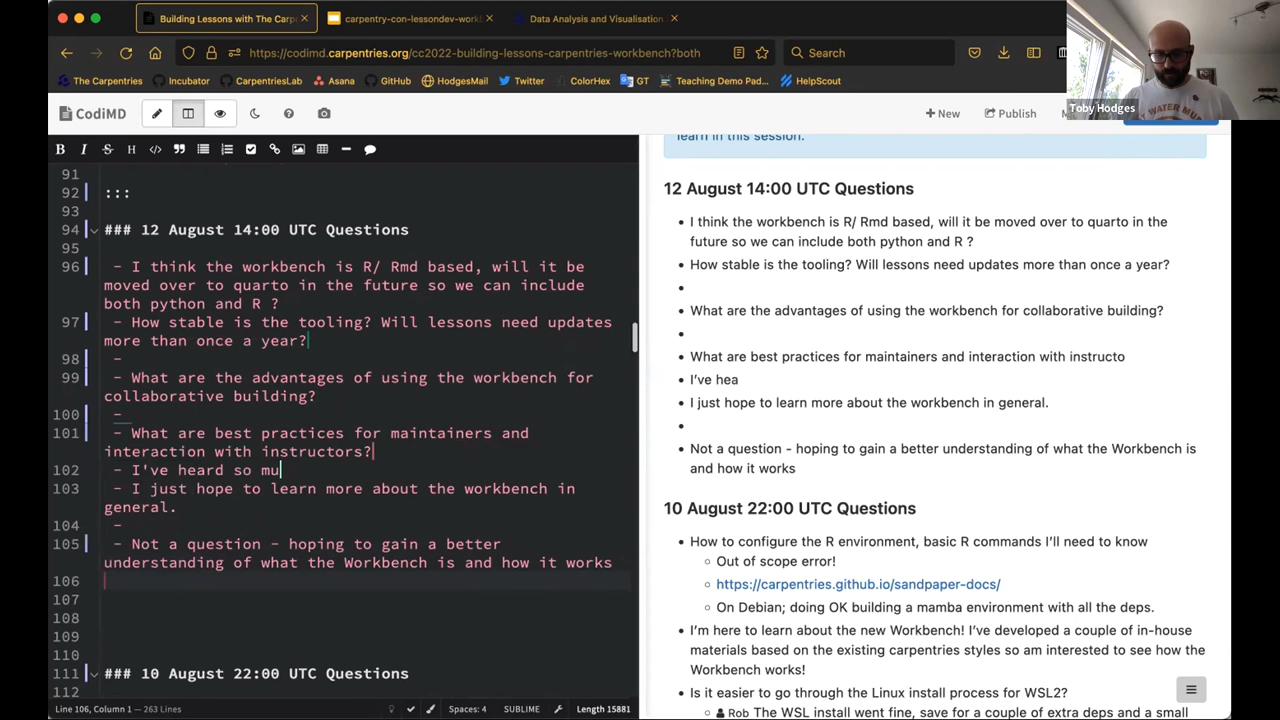 Building Lessons with The Carp
carpentry-con-lessondev-work
Data Analysis and Visualisation
https://codimd.carpentries.org/cc2022-building-lessons-carpentries-workbench?both
Search
The Carpentries
Incubator
CarpentriesLab
Asana
GitHub
HodgesMail
Twitter
ColorHex
GT
Teaching Demo Pad...
HelpScout
Toby Hodges
CodiMD
+ New
Publish
91
92 :::
93
94 ### 12 August 14:00 UTC Questions
95
96 - I think the workbench is R/ Rmd based, will it be
moved over to quarto in the future so we can include
both python and R ?
97 - How stable is the tooling? Will lessons need updates
more than once a year?
98 -
99 - What are the advantages of using the workbench for
collaborative building?
100 -
101 - What are best practices for maintainers and
interaction with instructors?
102 - I've heard so mu
103 - I just hope to learn more about the workbench in
general.
104 -
105 - Not a question - hoping to gain a better
understanding of what the Workbench is and how it works
106
107
108
109
110
111 ### 10 August 22:00 UTC Questions
112
Line 106, Columns 1 — 263 Lines
Spaces: 4
SUBLIME
Length 15881
learn in this session.
12 August 14:00 UTC Questions
I think the workbench is R/ Rmd based, will it be moved over to quarto in the
future so we can include both python and R ?
How stable is the tooling? Will lessons need updates more than once a year?
What are the advantages of using the workbench for collaborative building?
What are best practices for maintainers and interaction with instructo
I've hea
I just hope to learn more about the workbench in general.
Not a question - hoping to gain a better understanding of what the Workbench is
and how it works
10 August 22:00 UTC Questions
How to configure the R environment, basic R commands I'll need to know
Out of scope error!
https://carpentries.github.io/sandpaper-docs/
On Debian; doing OK building a mamba environment with all the deps.
I'm here to learn about the new Workbench! I've developed a couple of in-house
materials based on the existing carpentries styles so am interested to see how the
Workbench works!
Is it easier to go through the Linux install process for WSL2?
Rob The WSL install went fine, save for a couple of extra deps and a small